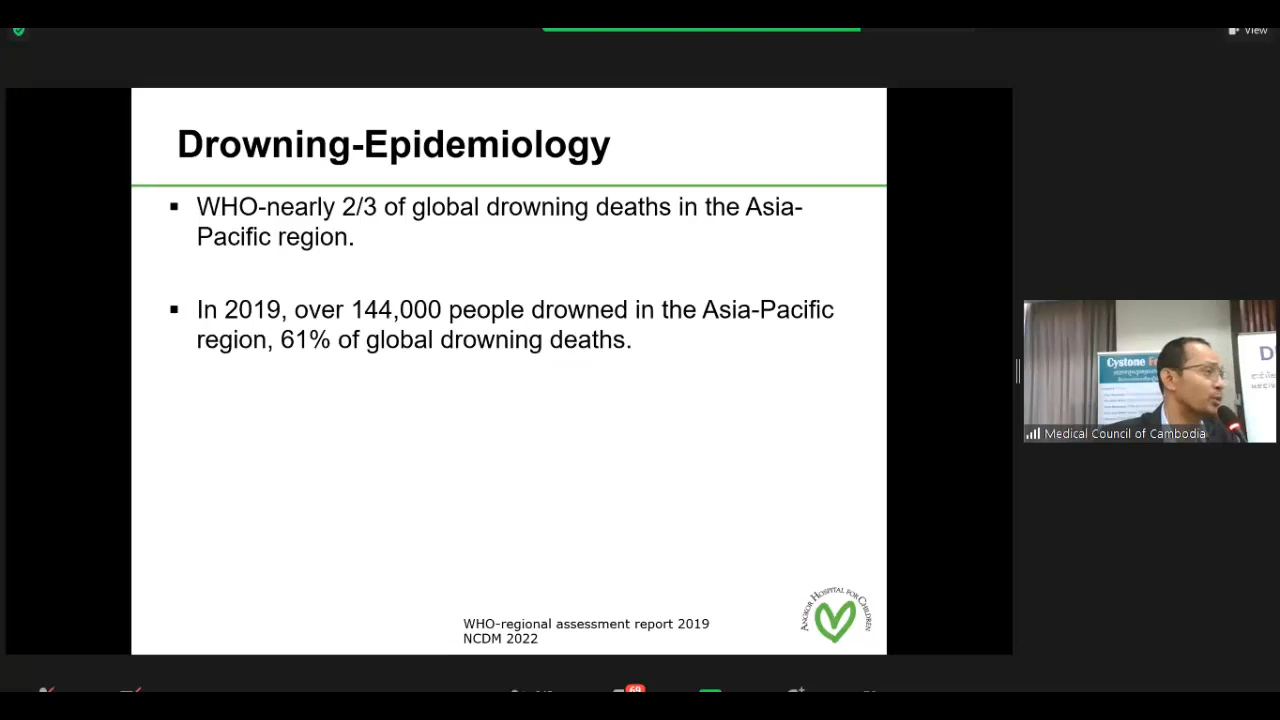 View
Drowning-Epidemiology
▪ WHO-nearly 2/3 of global drowning deaths in the Asia-
Pacific region.
▪ In 2019, over 144,000 people drowned in the Asia-Pacific
region, 61% of global drowning deaths.
WHO-regional assessment report 2019
NCDM 2022
ANGKOR HOSPITAL FOR CHILDREN
Cystone
D
Medical Council of Cambodia
69